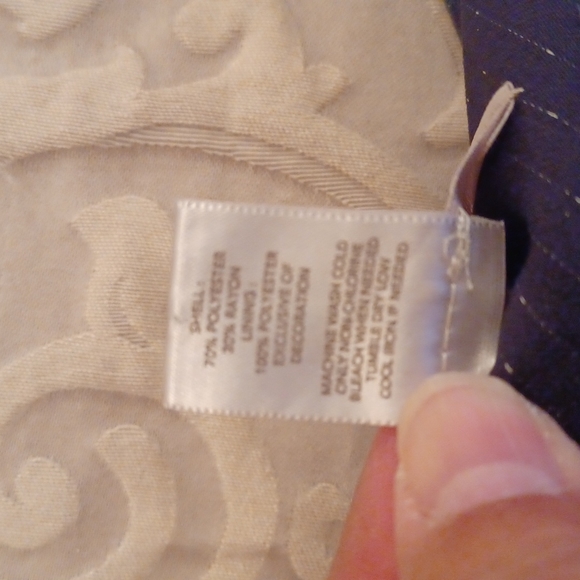 SHELL:
70% POLYESTER
30% RAYON
LINING:
100% POLYESTER
EXCLUSIVE OF
DECORATION
MACHINE WASH COLD
ONLY NON-CHLORINE
BLEACH WHEN NEEDED
TUMBLE DRY LOW
COOL IRON IF NEEDED